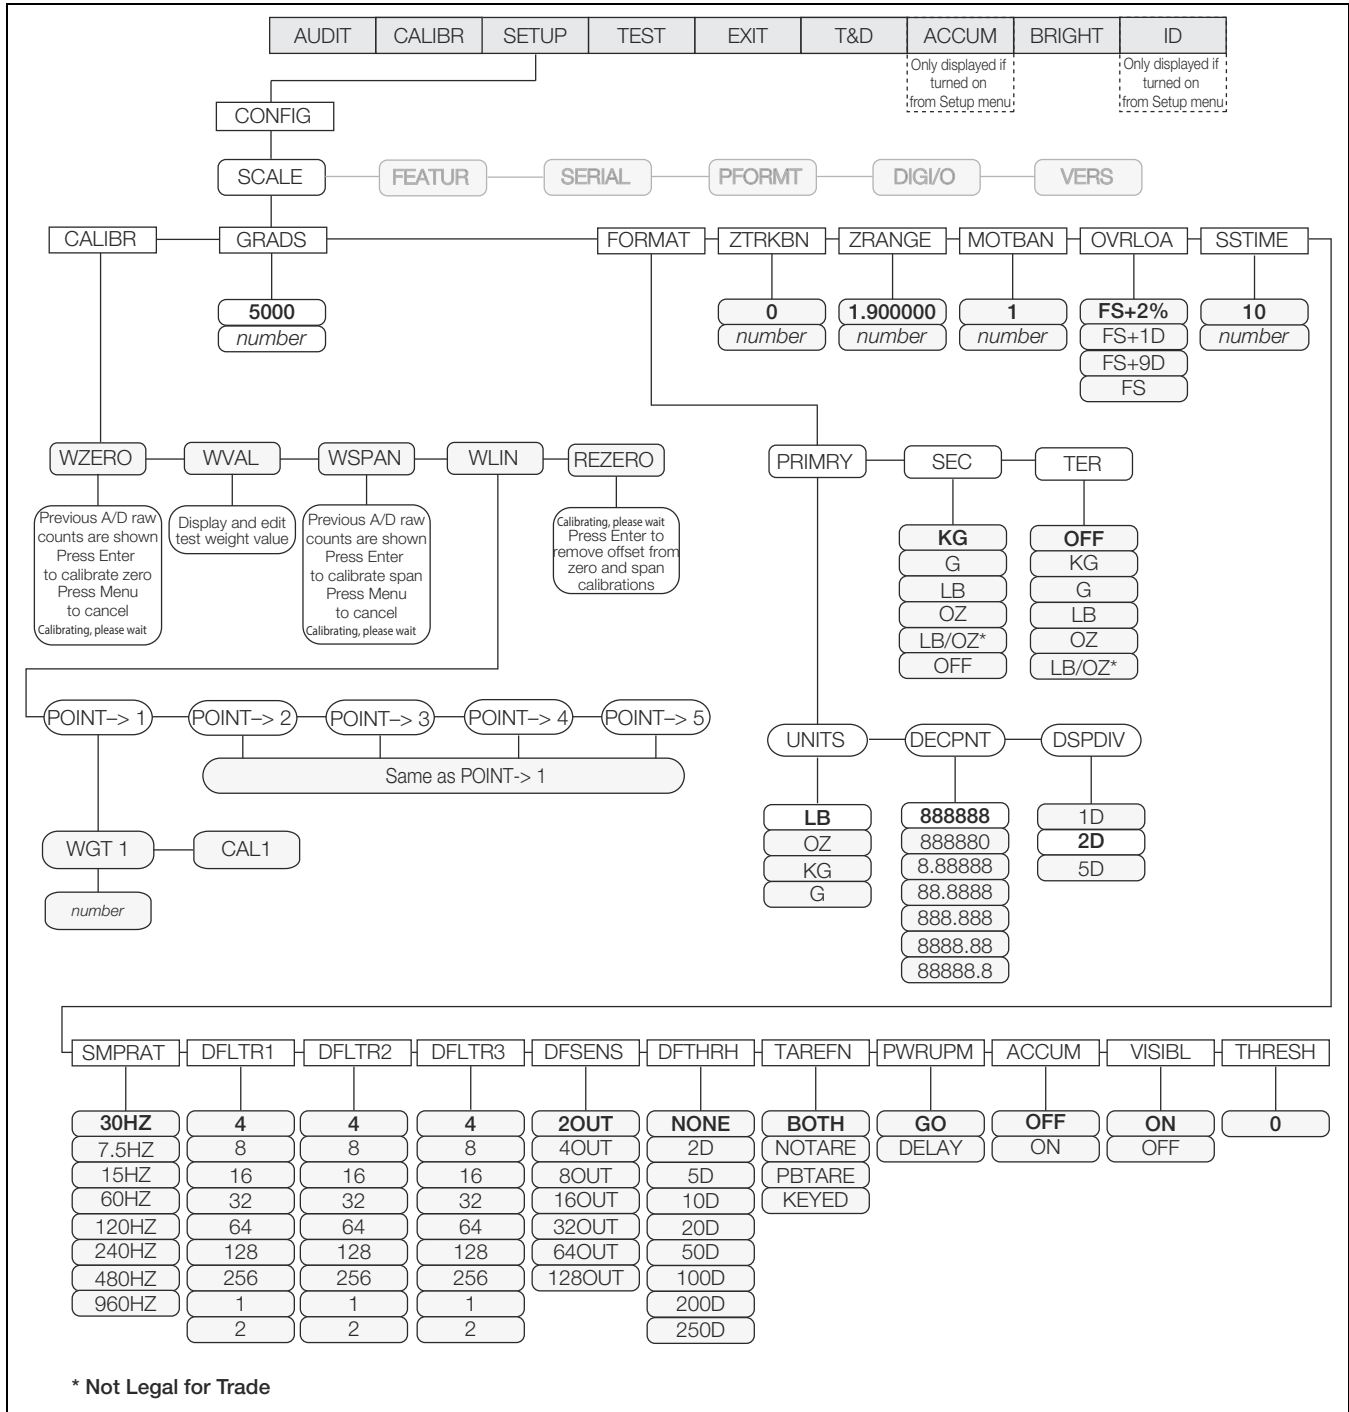 AUDIT CALIBR SETUP TEST EXIT T&D ACCUM BRIGHT ID
Only displayed if
turned on
from Setup menu
Only displayed if
turned on
from Setup menu
CONFIG
SCALE FEATUR SERIAL PFORMT DIGI/O VERS
CALIBR GRADS FORMAT ZTRKBN ZRANGE MOTBAN OVRLOA SSTIME
5000
number
0
number
1.900000
number
1
number
FS+2%
FS+1D
FS+9D
FS
10
number
WZERO WVAL WSPAN WLIN REZERO
Previous A/D raw
counts are shown
Press Enter
to calibrate zero
Press Menu
to cancel
Calibrating, please wait
Display and edit
test weight value
Previous A/D raw
counts are shown
Press Enter
to calibrate span
Press Menu
to cancel
Calibrating, please wait
Calibrating, please wait
Press Enter to
remove offset from
zero and span
calibrations
PRIMRY SEC TER
KG
G
LB
OZ
LB/OZ*
OFF
OFF
KG
G
LB
OZ
LB/OZ*
POINT–> 1 POINT–> 2 POINT–> 3 POINT–> 4 POINT–> 5
Same as POINT-> 1
WGT 1 CAL1
number
UNITS DECPNT DSPDIV
LB
OZ
KG
G
888888
888880
8.88888
88.8888
888.888
8888.88
88888.8
1D
2D
5D
SMPRAT DFLTR1 DFLTR2 DFLTR3 DFSENS DFTHRH TAREFN PWRUPM ACCUM VISIBL THRESH
30HZ 4 4 4 2OUT NONE BOTH GO OFF ON 0
7.5HZ 8 8 8 4OUT 2D NOTARE DELAY ON OFF
15HZ 16 16 16 8OUT 5D PBTARE
60HZ 32 32 32 16OUT 10D KEYED
120HZ 64 64 64 32OUT 20D
240HZ 128 128 128 64OUT 50D
480HZ 256 256 256 128OUT 100D
960HZ 1 1 1 200D
2 2 2 250D
* Not Legal for Trade